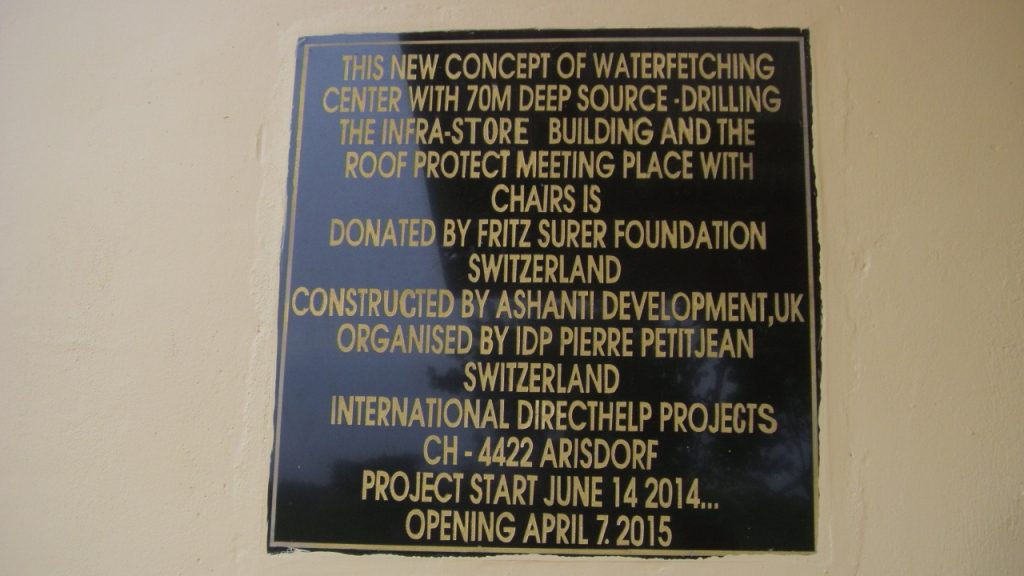 THIS NEW CONCEPT OF WATERFETCHING
CENTER WITH 70M DEEP SOURCE -DRILLING
THE INFRA-STORE BUILDING AND THE
ROOF PROTECT MEETING PLACE WITH
CHAIRS IS
DONATED BY FRITZ SURER FOUNDATION
SWITZERLAND
CONSTRUCTED BY ASHANTI DEVELOPMENT,UK
ORGANISED BY IDP PIERRE PETITJEAN
SWITZERLAND
INTERNATIONAL DIRECTHELP PROJECTS
CH - 4422 ARISDORF
PROJECT START JUNE 14 2014...
OPENING APRIL 7. 2015